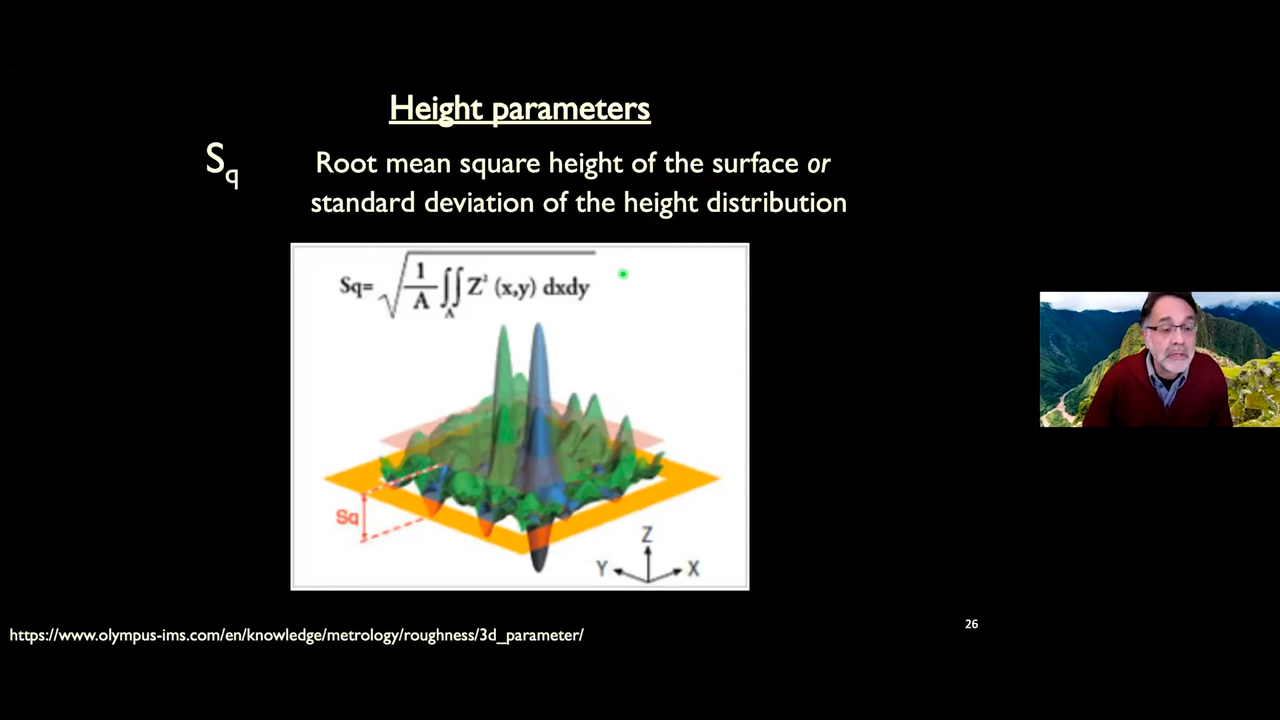 Height parameters
Sq Root mean square height of the surface or
standard deviation of the height distribution
Sq= √ 1/A ∬A Z² (x,y) dxdy
Sq
Z
Y X
https://www.olympus-ims.com/en/knowledge/metrology/roughness/3d_parameter/
26